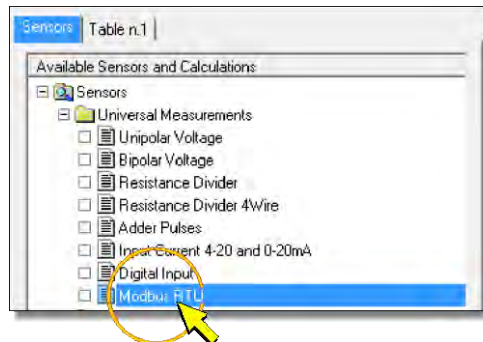 Sensors Table n.1
Available Sensors and Calculations
Sensors
Universal Measurements
Unipolar Voltage
Bipolar Voltage
Resistance Divider
Resistance Divider 4Wire
Adder Pulses
Input Current 4-20 and 0-20mA
Digital Input
Modbus RTU